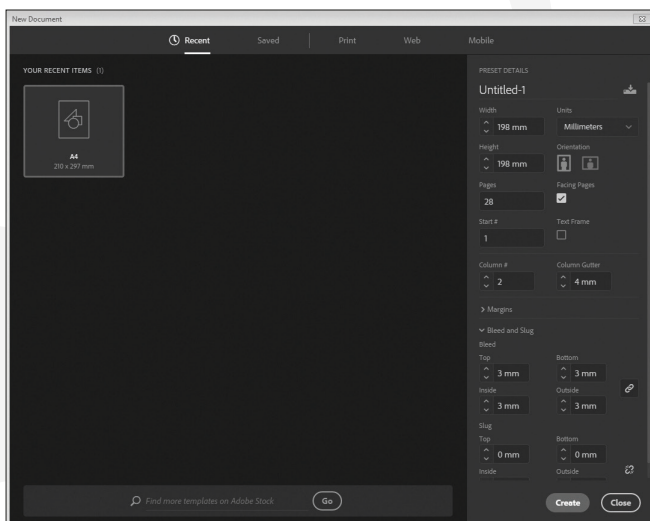 New Document
Recent Saved Print Web Mobile
YOUR RECENT ITEMS (1)
A4
210 x 297 mm
Find more templates on Adobe Stock Go
PRESET DETAILS
Untitled-1
Width Units
198 mm Millimeters
Height Orientation
198 mm
Pages Facing Pages
28
Start # Text Frame
1
Column # Column Gutter
2 4 mm
Margins
Bleed and Slug
Bleed
Top Bottom
3 mm 3 mm
Inside Outside
3 mm 3 mm
Slug
Top Bottom
0 mm 0 mm
Inside Outside
Create Close